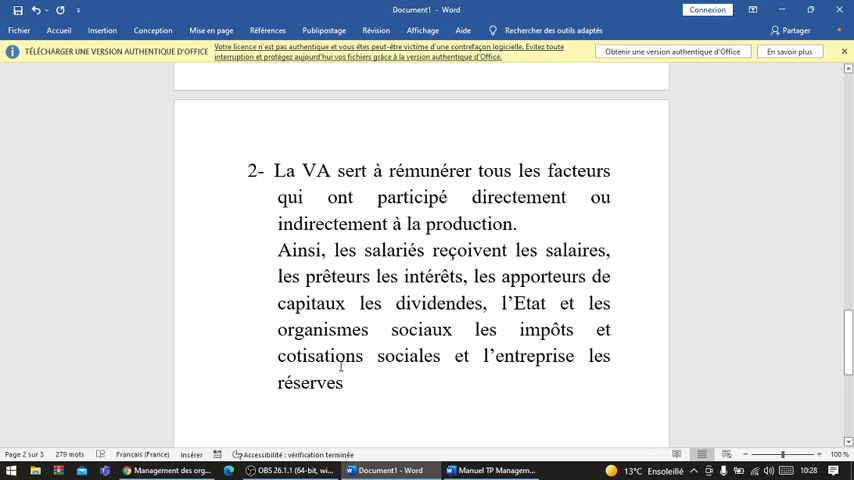 Document1 - Word
Connexion
Fichier Accueil Insertion Conception Mise en page Références Publipostage Révision Affichage Aide Rechercher des outils adaptés Partager
TÉLÉCHARGER UNE VERSION AUTHENTIQUE D'OFFICE
Votre licence n'est pas authentique et vous êtes peut-être victime d'une contrefaçon logicielle. Evitez toute
interruption et protégez aujourd'hui vos fichiers grâce à la version authentique d'Office.
Obtenir une version authentique d'Office
En savoir plus
2- La VA sert à rémunérer tous les facteurs
qui ont participé directement ou
indirectement à la production.
Ainsi, les salariés reçoivent les salaires,
les prêteurs les intérêts, les apporteurs de
capitaux les dividendes, l'Etat et les
organismes sociaux les impôts et
cotisations sociales et l'entreprise les
réserves
Page 2 sur 3 279 mots Français (France) Insérer Accessibilité : vérification terminée 100 %
Management des org... OBS 26.1.1 (64-bit, wi... Document1 - Word Manuel TP Managem... 13°C Ensoleillé 10:28